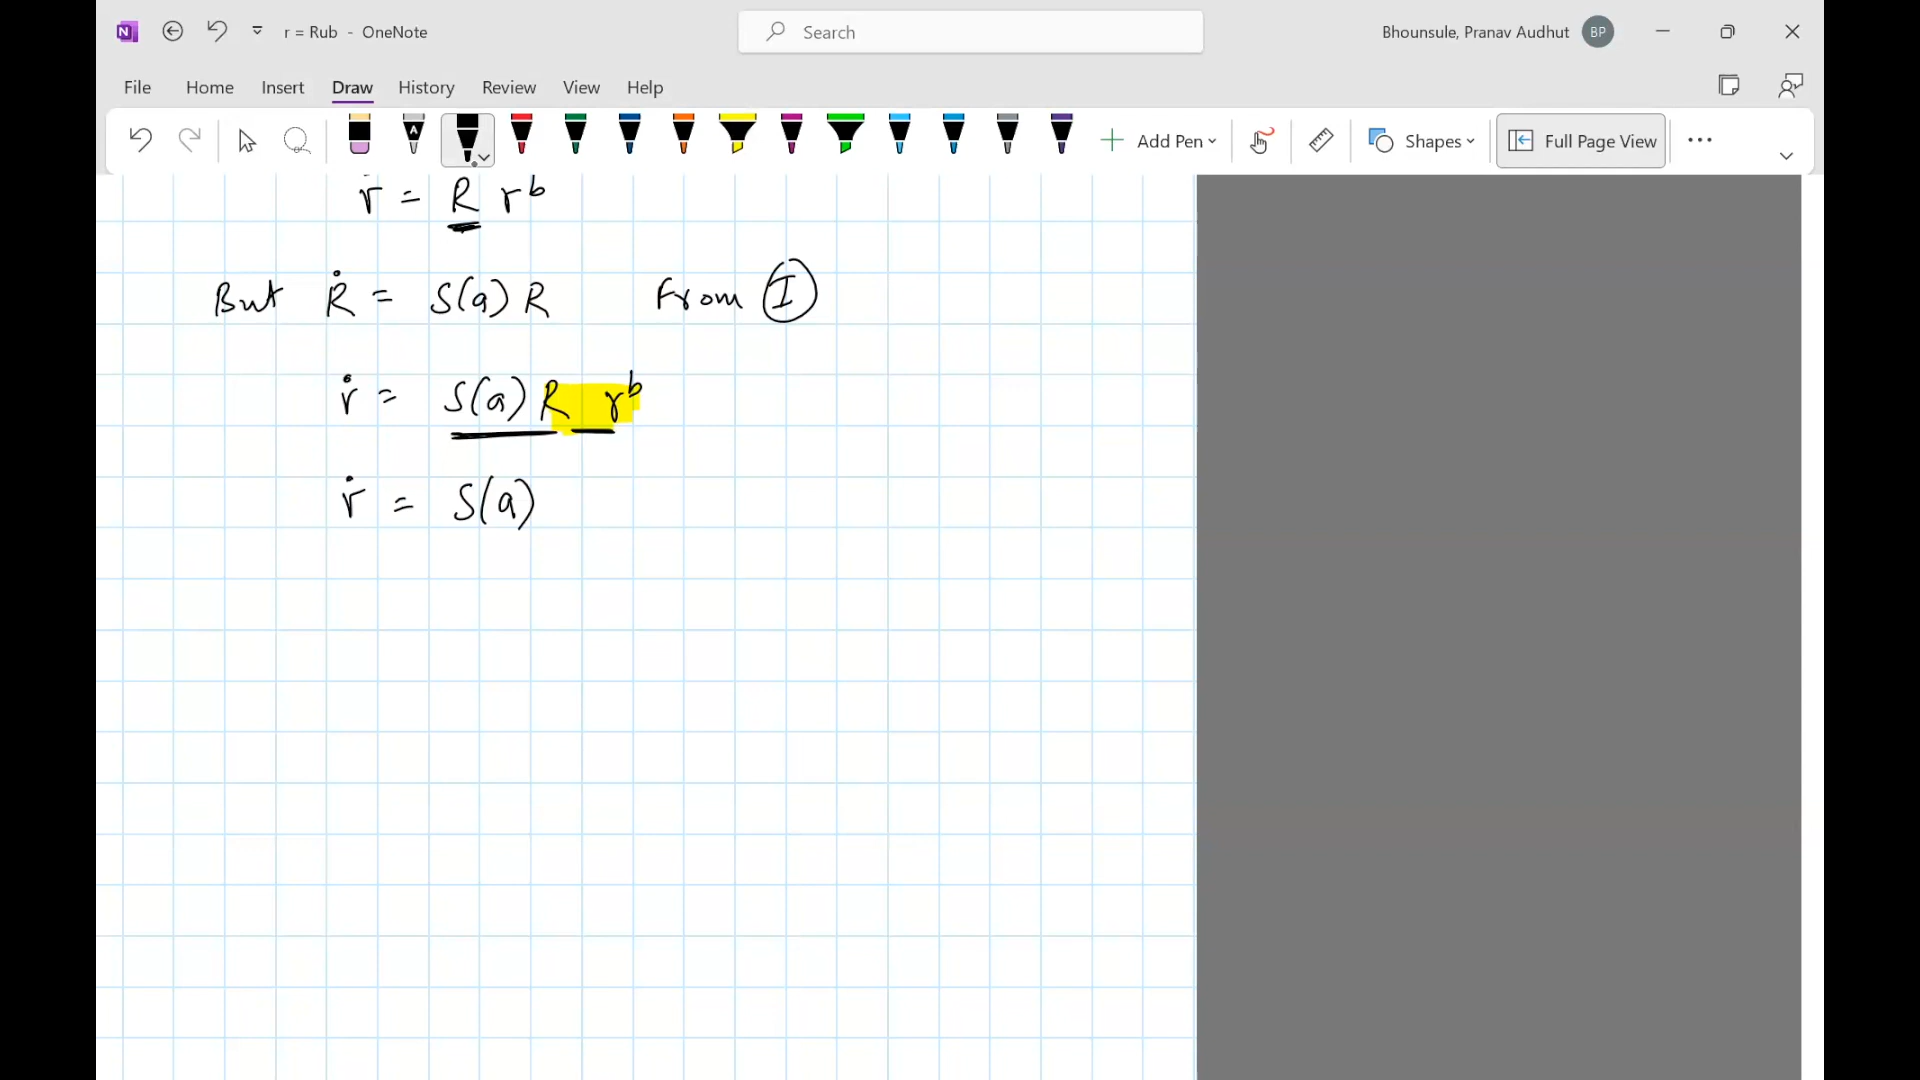 r = Rub - OneNote
Search
Bhounsule, Pranav Audhut BP
File Home Insert Draw History Review View Help
A Add Pen Shapes Full Page View
ṙ = Ṙ r^b
But Ṙ = S(a) R From I
ṙ = S(a) R r^b
ṙ = S(a)